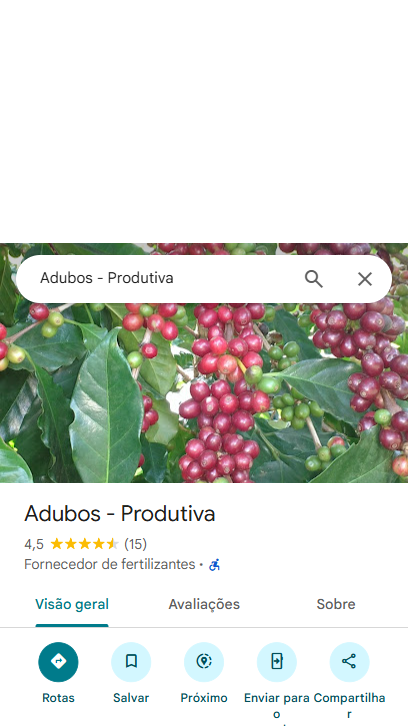 Adubos - Produtiva
Adubos - Produtiva
4,5 (15)
Fornecedor de fertilizantes ·
Visão geral Avaliações Sobre
Rotas Salvar Próximo Enviar para o Compartilhar